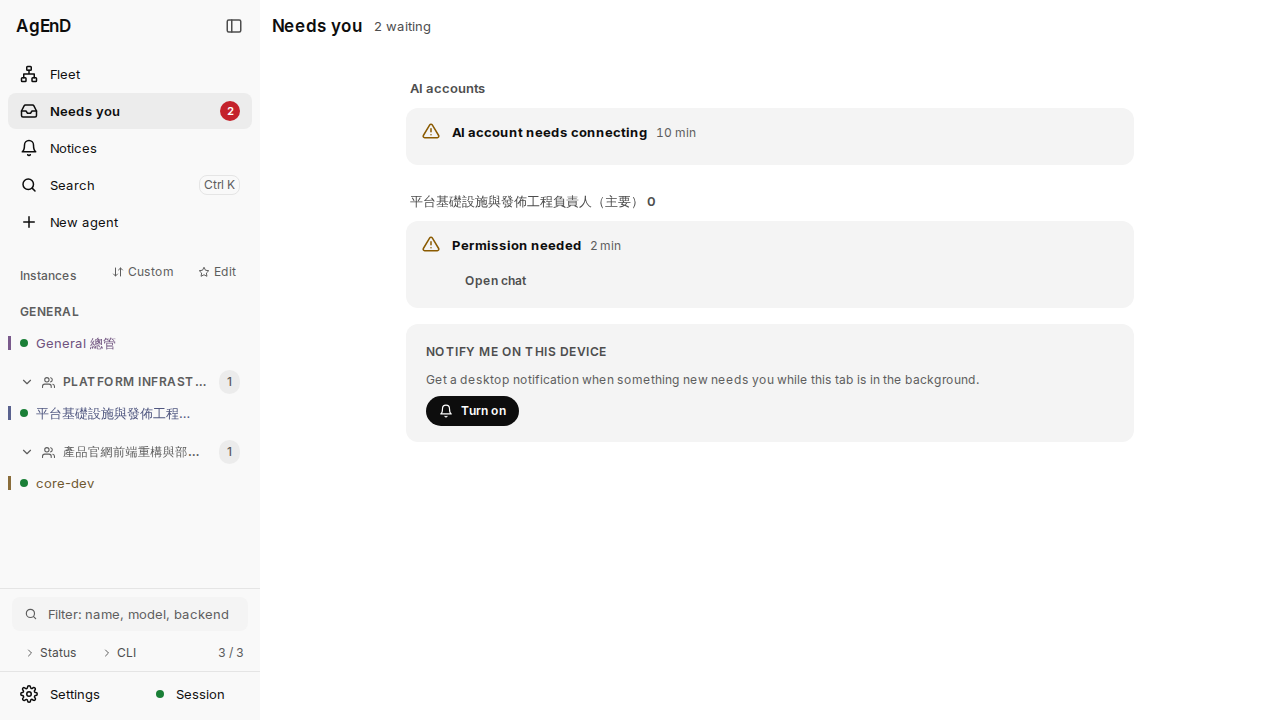 AgEnD
Fleet
Needs you 2
Notices
Search Ctrl K
New agent
Instances Custom Edit
GENERAL
General 總管
PLATFORM INFRAST... 1
平台基礎設施與發佈工程...
產品官網前端重構與部... 1
core-dev
Filter: name, model, backend
Status CLI 3 / 3
Settings Session
Needs you 2 waiting
AI accounts
AI account needs connecting 10 min
平台基礎設施與發佈工程負責人（主要） 0
Permission needed 2 min
Open chat
NOTIFY ME ON THIS DEVICE
Get a desktop notification when something new needs you while this tab is in the background.
Turn on